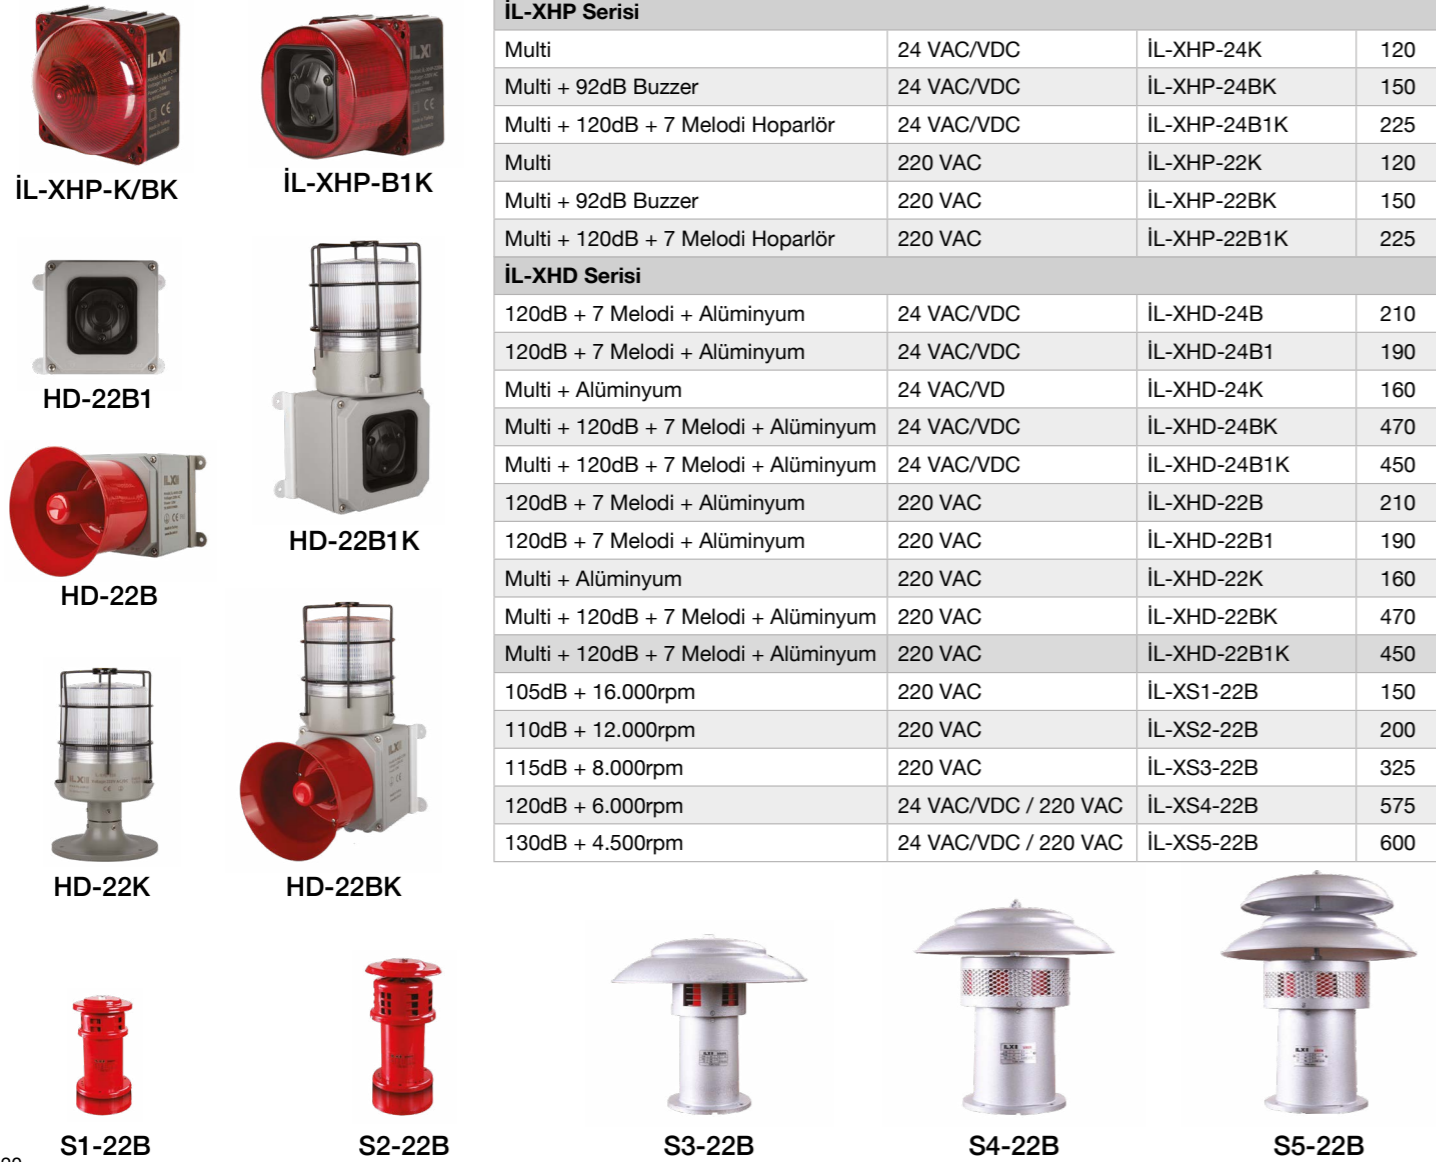 İL-XHP Serisi
Multi 24 VAC/VDC İL-XHP-24K 120
Multi + 92dB Buzzer 24 VAC/VDC İL-XHP-24BK 150
Multi + 120dB + 7 Melodi Hoparlör 24 VAC/VDC İL-XHP-24B1K 225
Multi 220 VAC İL-XHP-22K 120
Multi + 92dB Buzzer 220 VAC İL-XHP-22BK 150
Multi + 120dB + 7 Melodi Hoparlör 220 VAC İL-XHP-22B1K 225
İL-XHD Serisi
120dB + 7 Melodi + Alüminyum 24 VAC/VDC İL-XHD-24B 210
120dB + 7 Melodi + Alüminyum 24 VAC/VDC İL-XHD-24B1 190
Multi + Alüminyum 24 VAC/VD İL-XHD-24K 160
Multi + 120dB + 7 Melodi + Alüminyum 24 VAC/VDC İL-XHD-24BK 470
Multi + 120dB + 7 Melodi + Alüminyum 24 VAC/VDC İL-XHD-24B1K 450
120dB + 7 Melodi + Alüminyum 220 VAC İL-XHD-22B 210
120dB + 7 Melodi + Alüminyum 220 VAC İL-XHD-22B1 190
Multi + Alüminyum 220 VAC İL-XHD-22K 160
Multi + 120dB + 7 Melodi + Alüminyum 220 VAC İL-XHD-22BK 470
Multi + 120dB + 7 Melodi + Alüminyum 220 VAC İL-XHD-22B1K 450
105dB + 16.000rpm 220 VAC İL-XS1-22B 150
110dB + 12.000rpm 220 VAC İL-XS2-22B 200
115dB + 8.000rpm 220 VAC İL-XS3-22B 325
120dB + 6.000rpm 24 VAC/VDC / 220 VAC İL-XS4-22B 575
130dB + 4.500rpm 24 VAC/VDC / 220 VAC İL-XS5-22B 600
İL-XHP-K/BK
İL-XHP-B1K
HD-22B1
HD-22B1K
HD-22B
HD-22K
HD-22BK
S1-22B
S2-22B
S3-22B
S4-22B
S5-22B